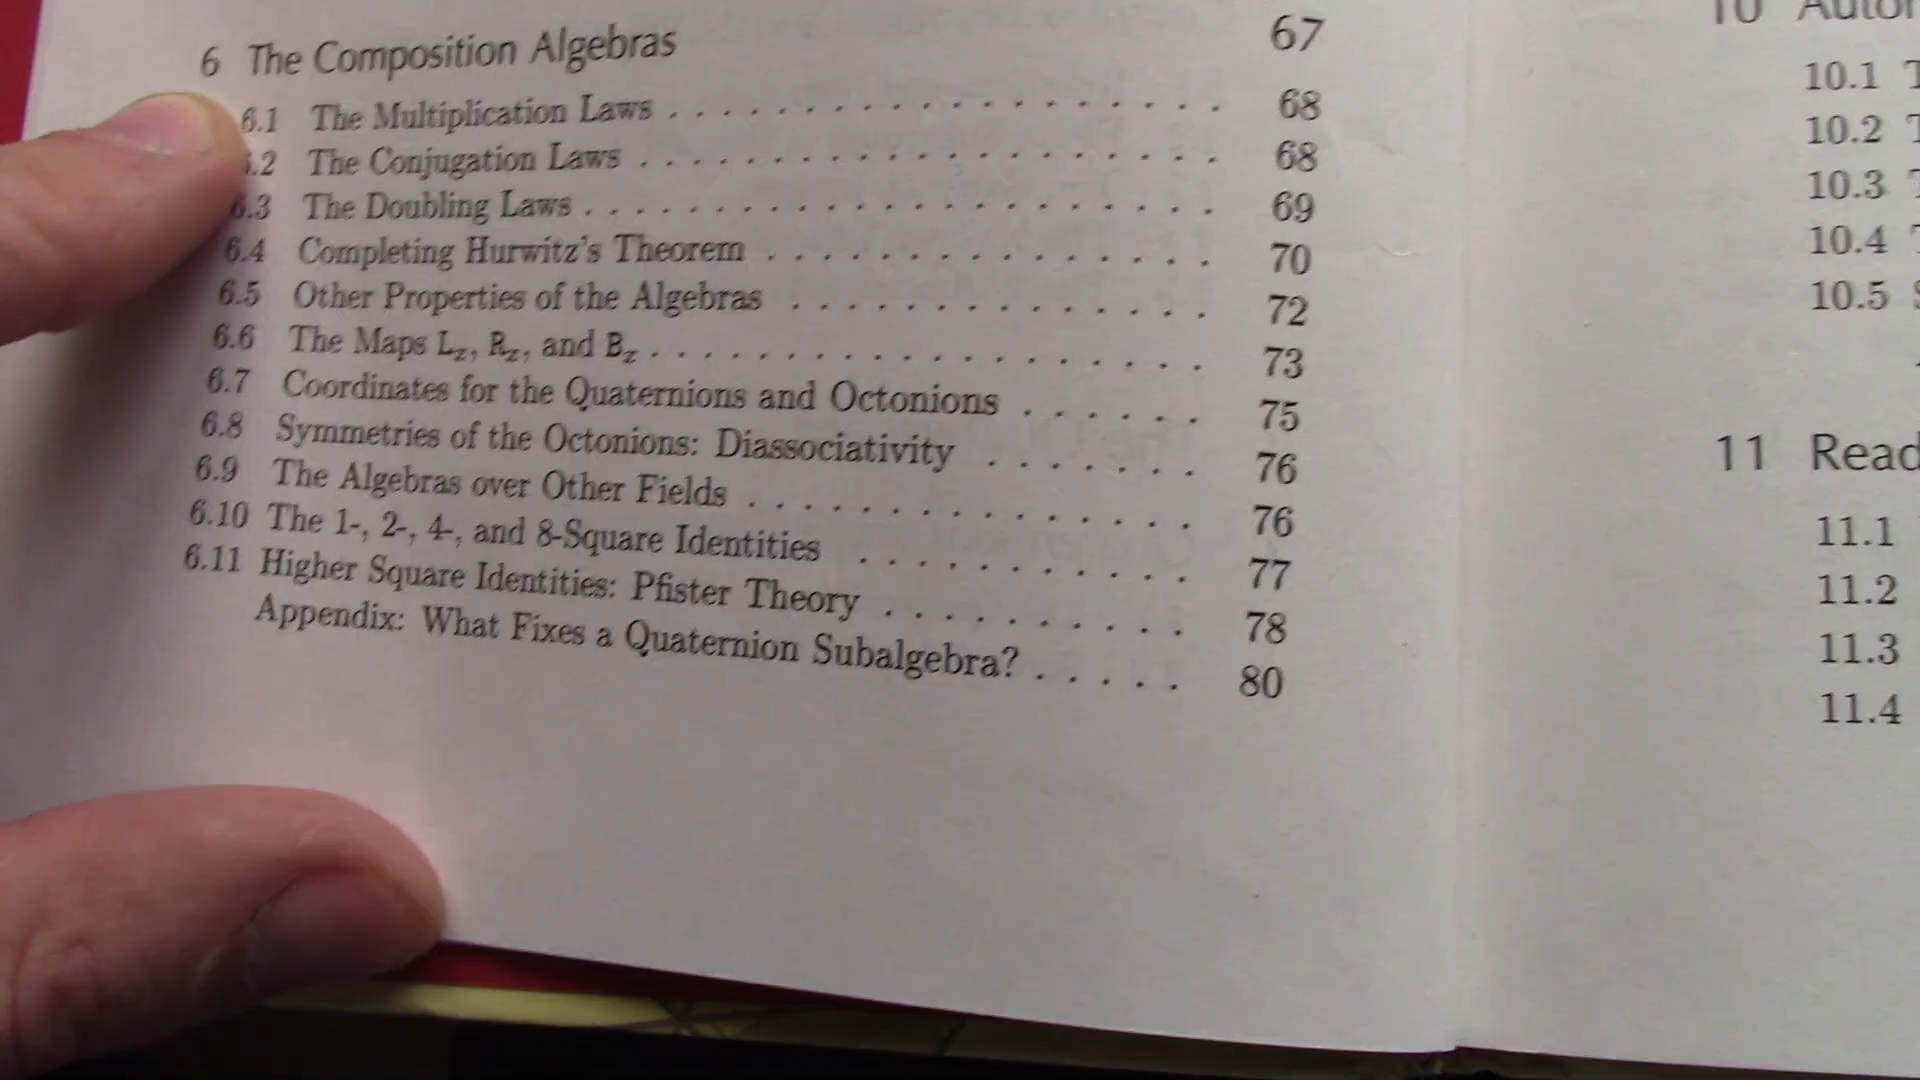 6 The Composition Algebras 67
6.1 The Multiplication Laws . . . . . . . . . . . . . . . . . . 68
.2 The Conjugation Laws . . . . . . . . . . . . . . . . . . . 68
6.3 The Doubling Laws . . . . . . . . . . . . . . . . . . . . . 69
6.4 Completing Hurwitz's Theorem . . . . . . . . . . . . . . 70
6.5 Other Properties of the Algebras . . . . . . . . . . . . . 72
6.6 The Maps Lz, Rz, and Bz . . . . . . . . . . . . . . . . . . 73
6.7 Coordinates for the Quaternions and Octonions . . . . . . 75
6.8 Symmetries of the Octonions: Diassociativity . . . . . . . 76
6.9 The Algebras over Other Fields . . . . . . . . . . . . . . 76
6.10 The 1-, 2-, 4-, and 8-Square Identities . . . . . . . . . . . 77
6.11 Higher Square Identities: Pfister Theory . . . . . . . . . . 78
Appendix: What Fixes a Quaternion Subalgebra? . . . . . 80
10
10.1
10.2
10.3
10.4
10.5
11
11.1
11.2
11.3
11.4